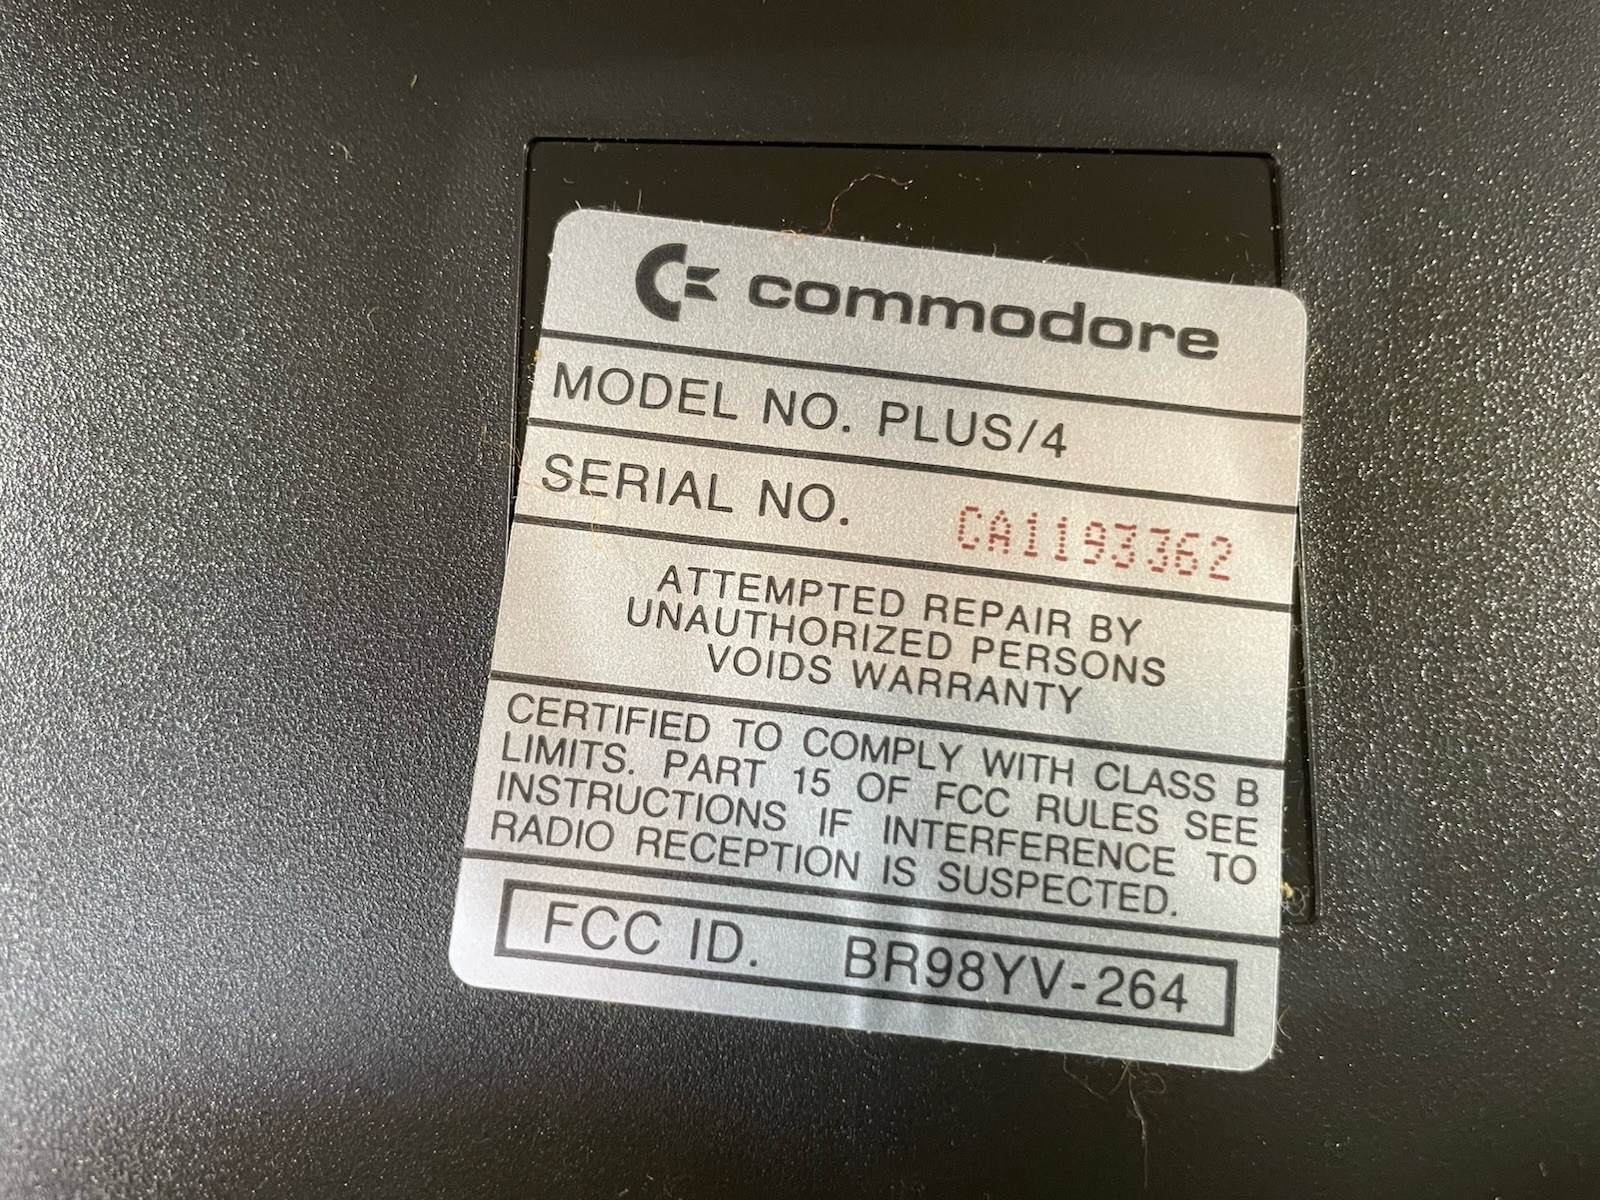 commodore
MODEL NO. PLUS/4
SERIAL NO. CA1193362
ATTEMPTED REPAIR BY
UNAUTHORIZED PERSONS
VOIDS WARRANTY
CERTIFIED TO COMPLY WITH CLASS B
LIMITS. PART 15 OF FCC RULES SEE
INSTRUCTIONS IF INTERFERENCE TO
RADIO RECEPTION IS SUSPECTED.
FCC ID. BR98YV-264